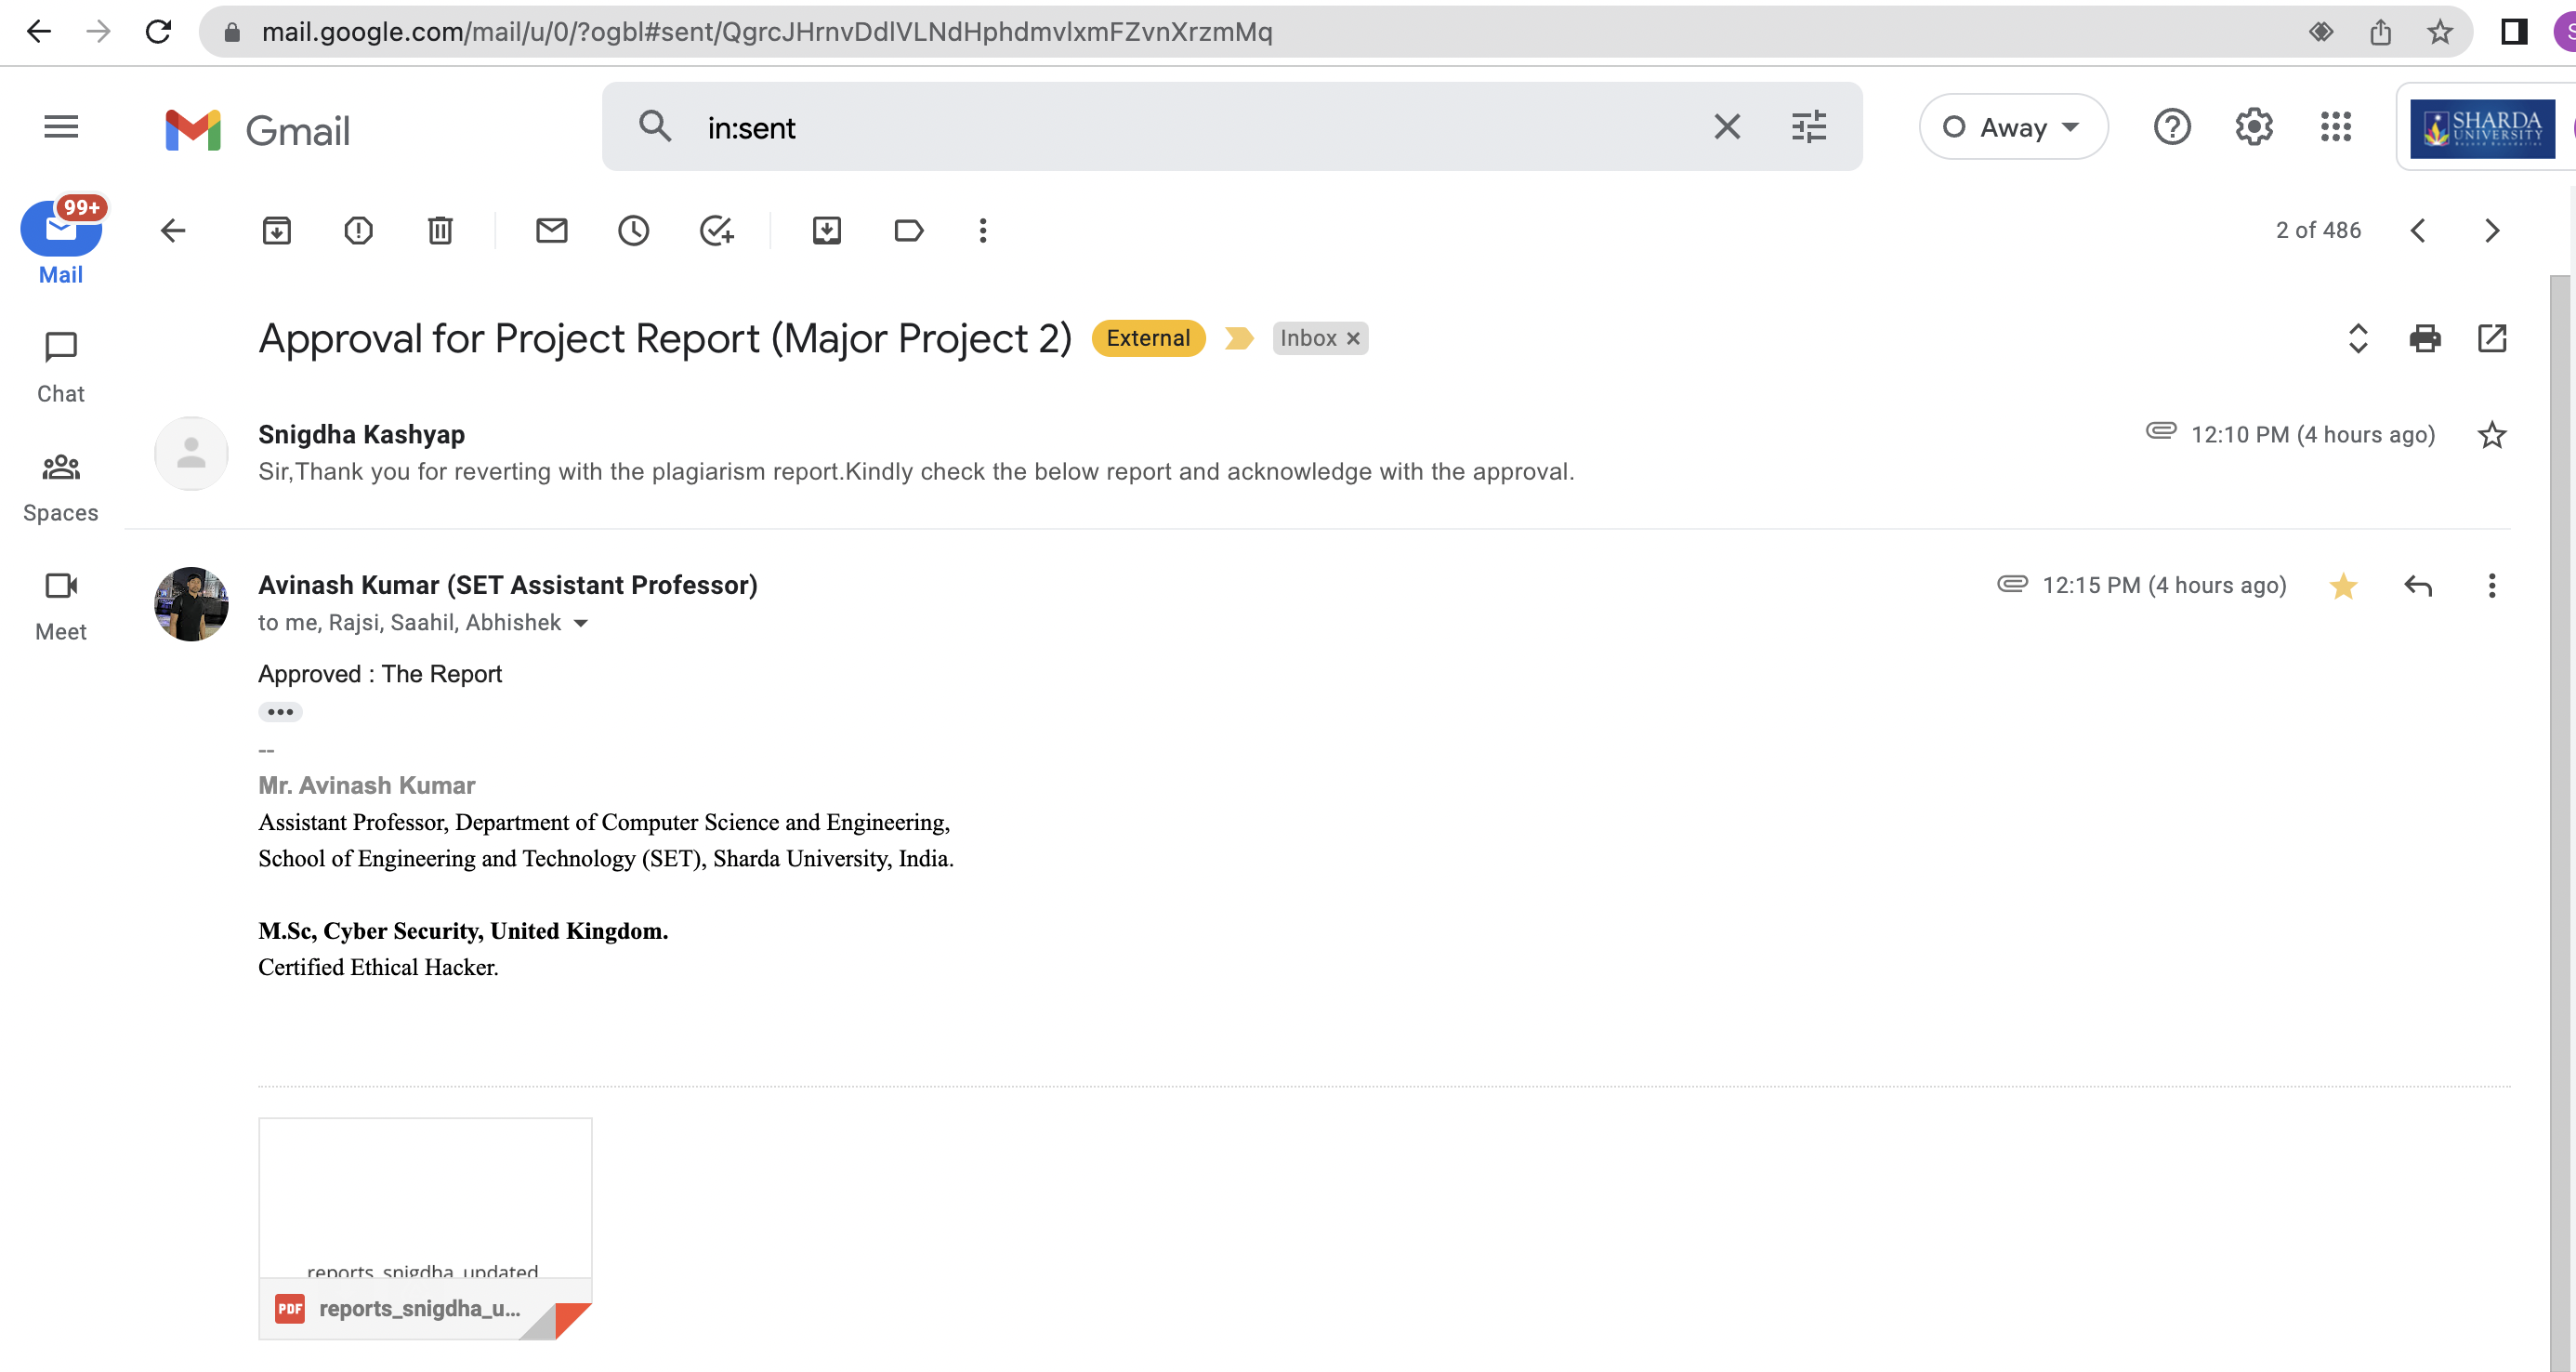 mail.google.com/mail/u/0/?ogbl#sent/QgrcJHrnvDdlVLNdHphdmvlxmFZvnXrzmMq
S
Gmail
in:sent
Away
SHARDA
UNIVERSITY
Beyond Boundaries
99+
Mail
2 of 486
Approval for Project Report (Major Project 2)
External
Inbox ×
Chat
Snigdha Kashyap
12:10 PM (4 hours ago)
Sir,Thank you for reverting with the plagiarism report.Kindly check the below report and acknowledge with the approval.
Spaces
Avinash Kumar (SET Assistant Professor)
12:15 PM (4 hours ago)
to me, Rajsi, Saahil, Abhishek
Meet
Approved : The Report
•••
--
Mr. Avinash Kumar
Assistant Professor, Department of Computer Science and Engineering,
School of Engineering and Technology (SET), Sharda University, India.
M.Sc, Cyber Security, United Kingdom.
Certified Ethical Hacker.
reports_snigdha_updated
PDF
reports_snigdha_u...